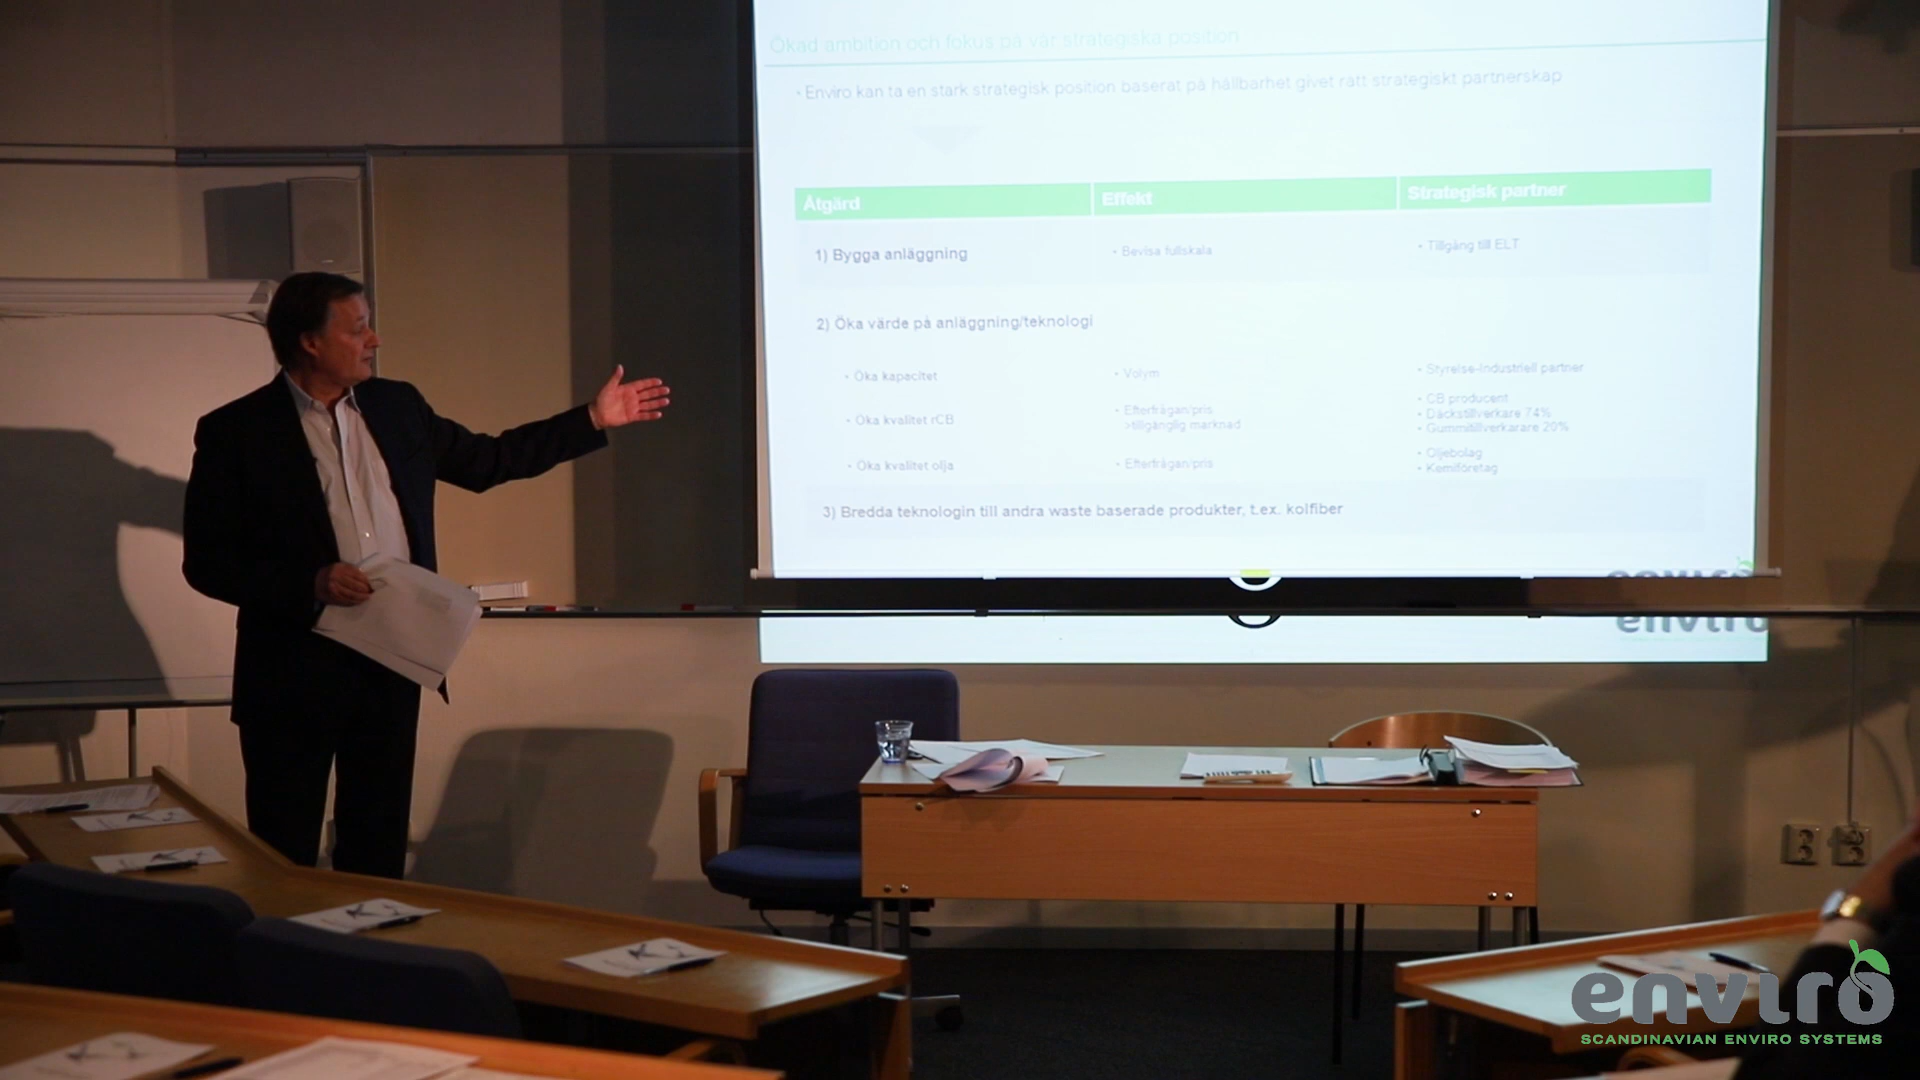 Ökad ambition och fokus på vår strategiska position
• Enviro kan ta en stark strategisk position baserat på hållbarhet givet rätt strategiskt partnerskap
Åtgärd Effekt Strategisk partner
1) Bygga anläggning • Bevisa fullskala • Tillgång till ELT
2) Öka värde på anläggning/teknologi
• Öka kapacitet • Volym • Styrelse-Industriell partner
• Öka kvalitet rCB • Efterfrågan/pris
>tillgänglig marknad
• CB producent
• Däckstillverkare 74%
• Gummitillverkarare 20%
• Öka kvalitet olja • Efterfrågan/pris • Oljebolag
• Kemiföretag
3) Bredda teknologin till andra waste baserade produkter, t.ex. kolfiber
enviro
enviro
enviro
SCANDINAVIAN ENVIRO SYSTEMS